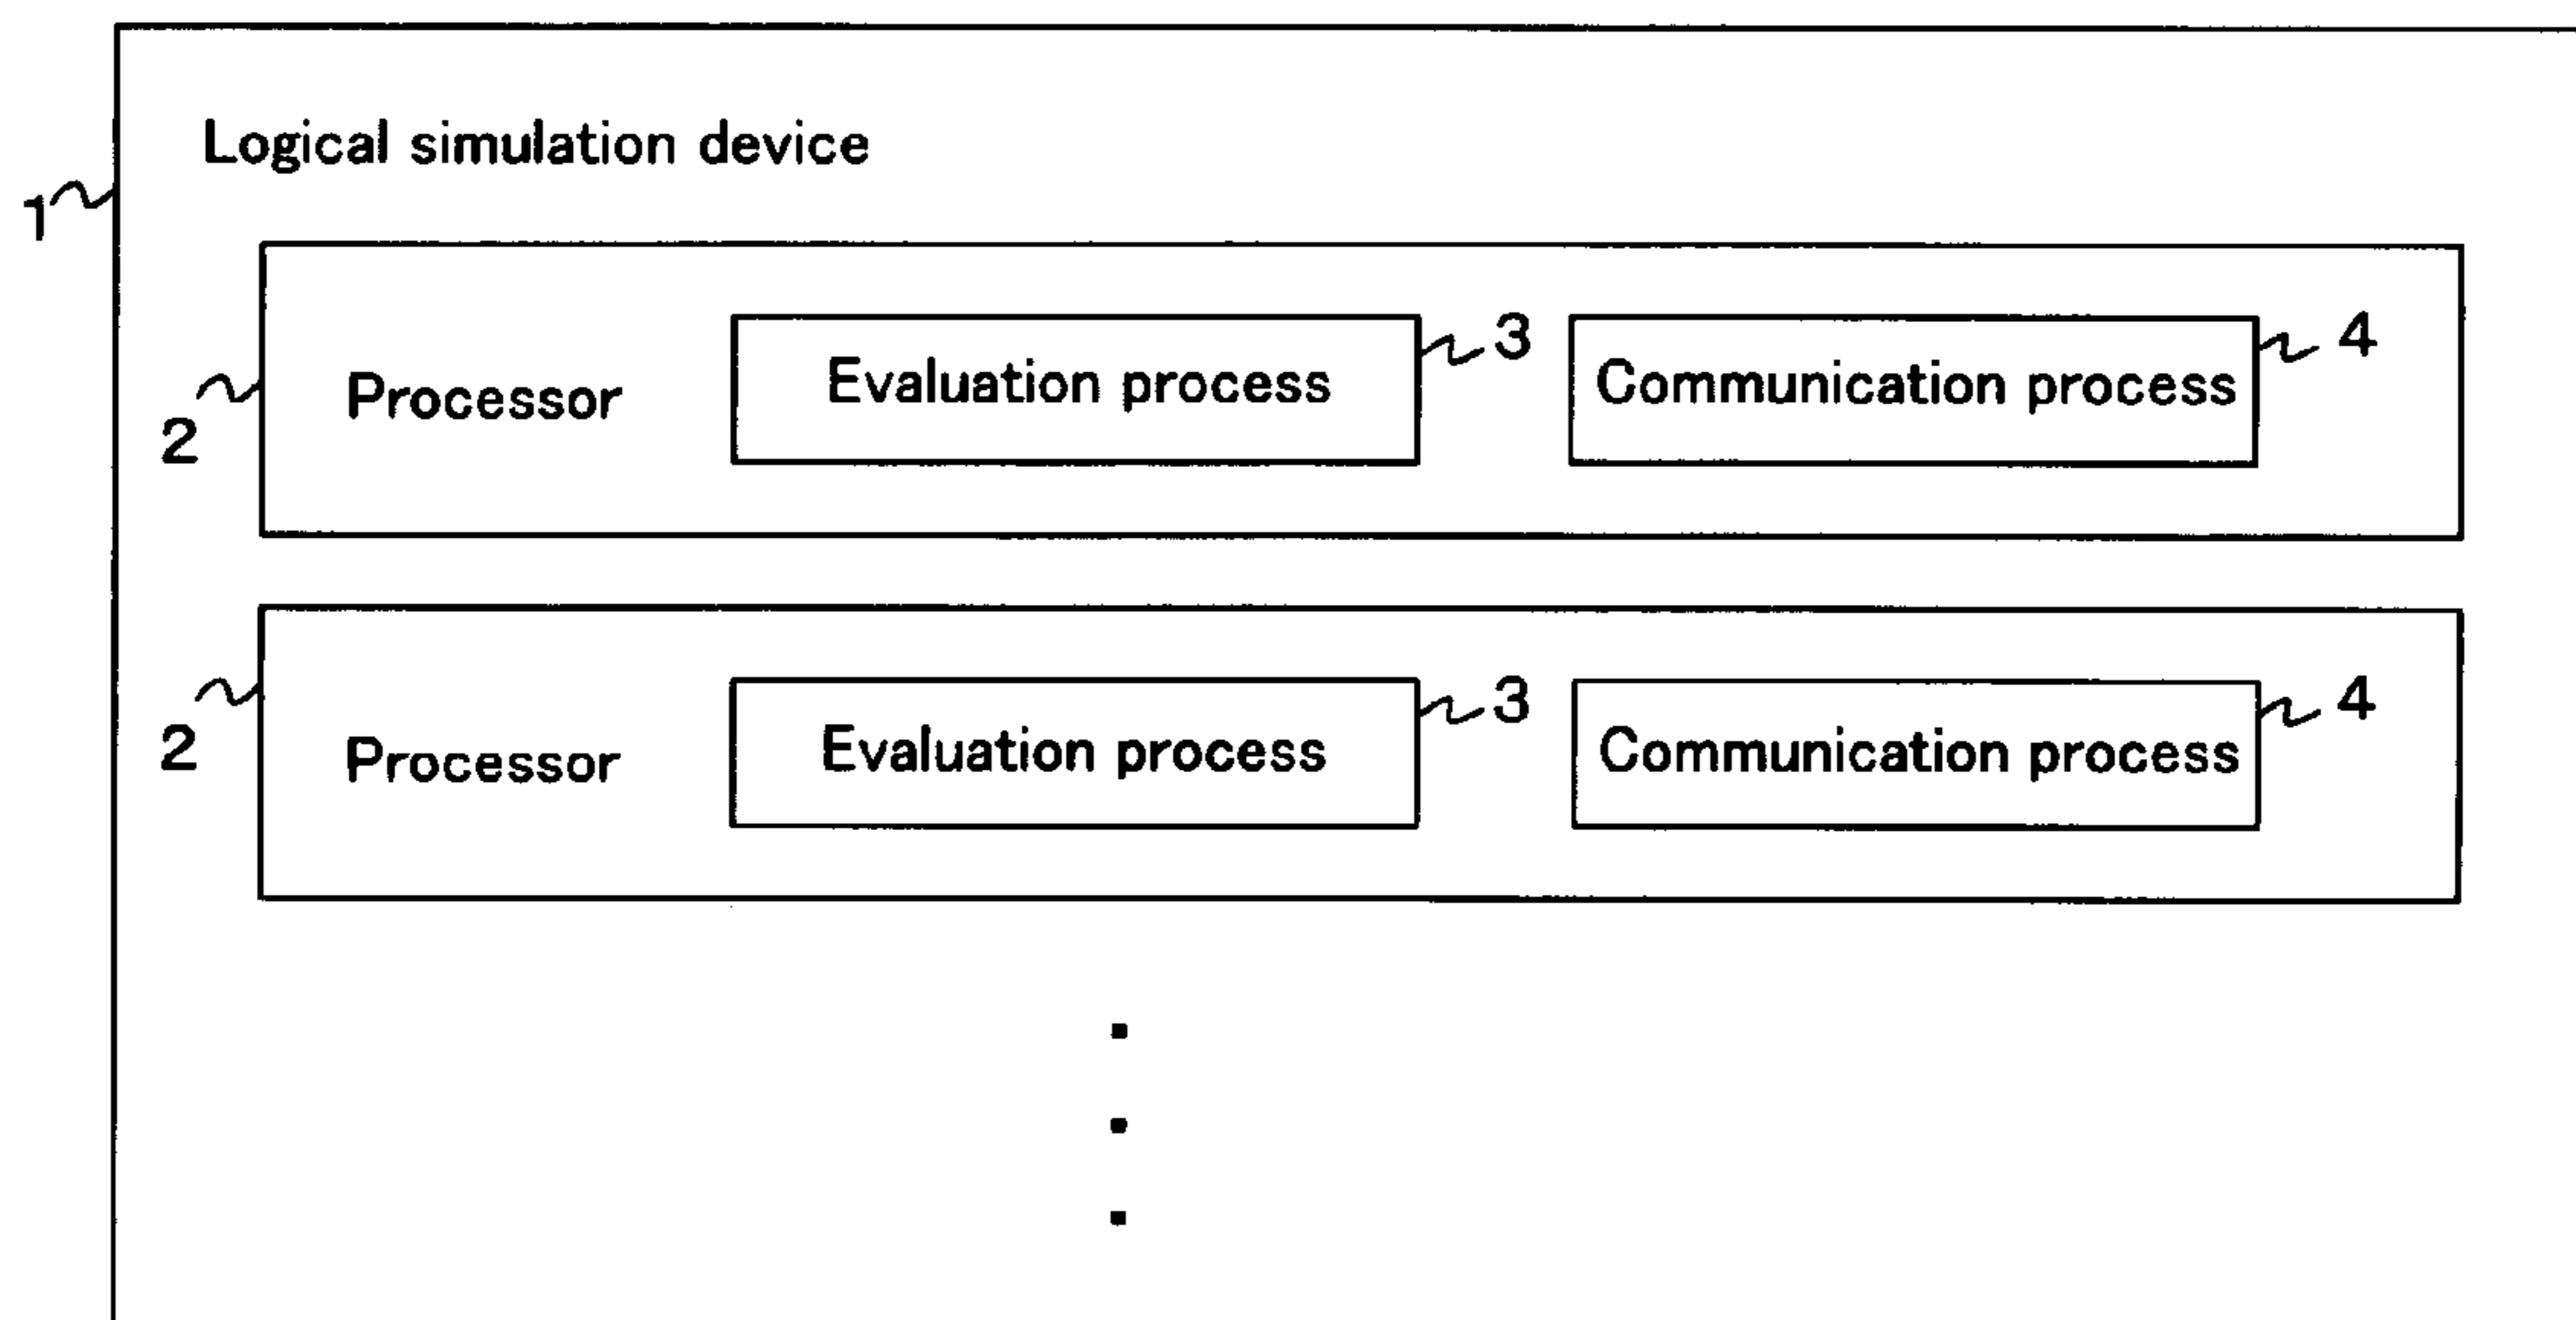 Logical simulation device
1
Processor
Evaluation process
3
Communication process
4
2
Processor
Evaluation process
3
Communication process
4
2